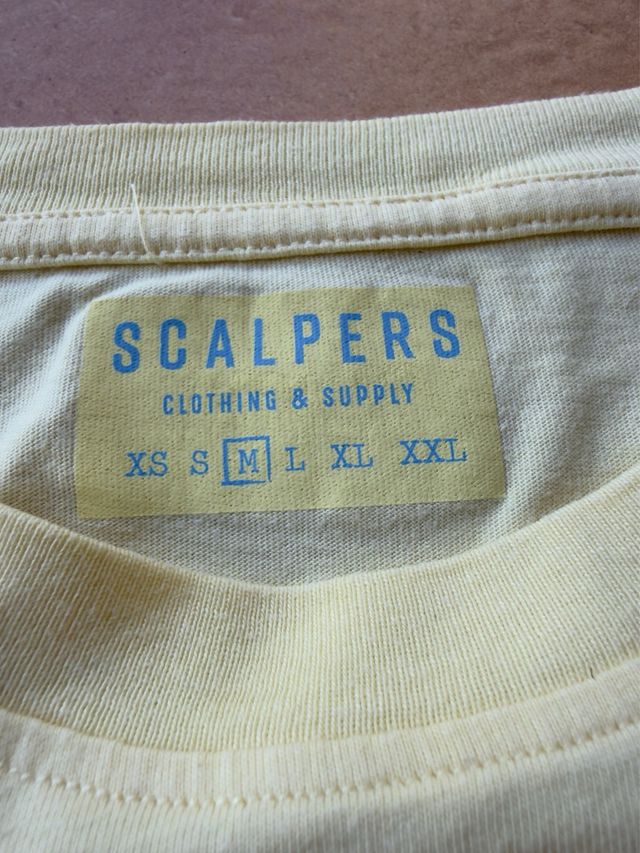 SCALPERS
CLOTHING & SUPPLY
XS S M L XL XXL